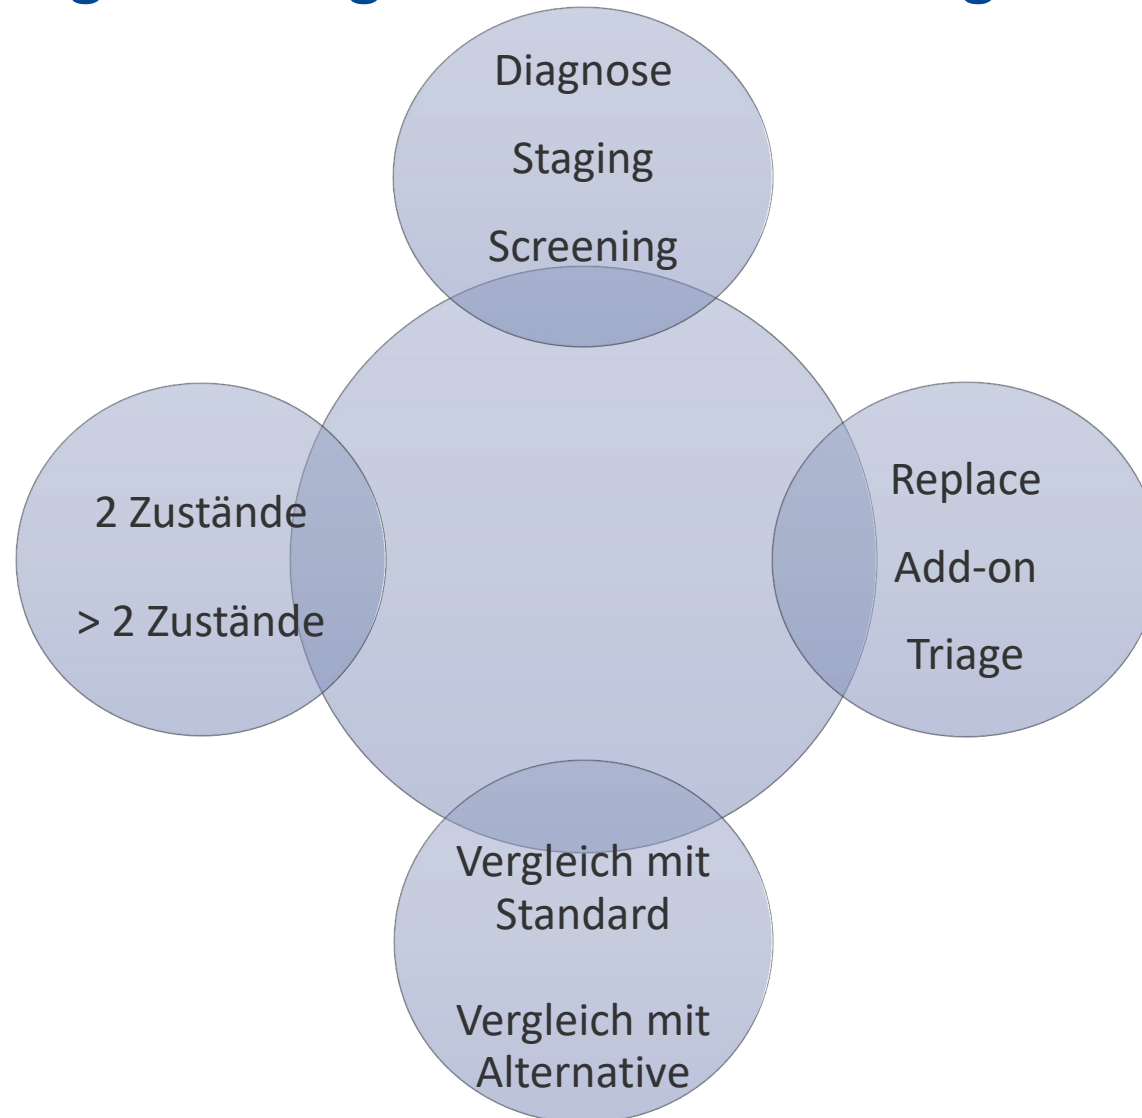 Diagnose
Staging
Screening
2 Zustände
> 2 Zustände
Replace
Add-on
Triage
Vergleich mit
Standard
Vergleich mit
Alternative